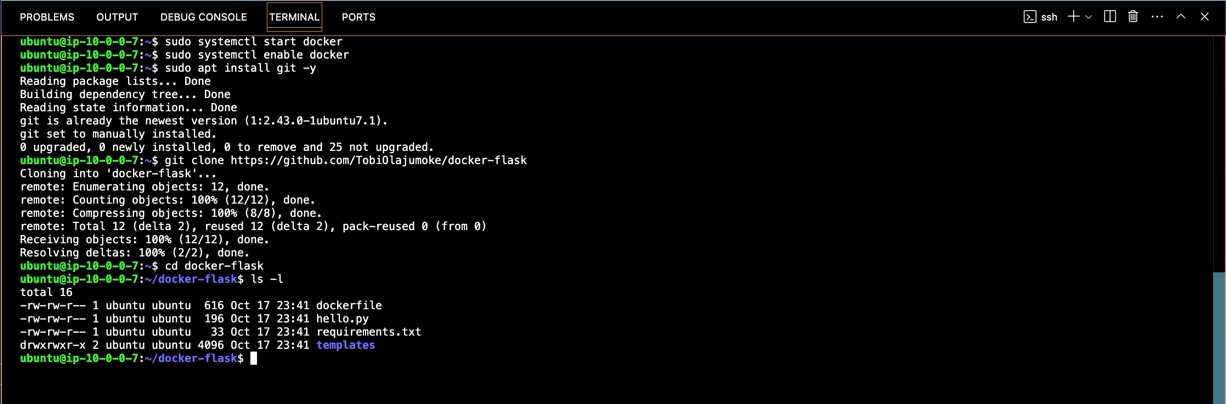 PROBLEMS OUTPUT DEBUG CONSOLE TERMINAL PORTS ssh
ubuntu@ip-10-0-0-7:~$ sudo systemctl start docker
ubuntu@ip-10-0-0-7:~$ sudo systemctl enable docker
ubuntu@ip-10-0-0-7:~$ sudo apt install git -y
Reading package lists... Done
Building dependency tree... Done
Reading state information... Done
git is already the newest version (1:2.43.0-1ubuntu7.1).
git set to manually installed.
0 upgraded, 0 newly installed, 0 to remove and 25 not upgraded.
ubuntu@ip-10-0-0-7:~$ git clone https://github.com/TobiOlajumoke/docker-flask
Cloning into 'docker-flask'...
remote: Enumerating objects: 12, done.
remote: Counting objects: 100% (12/12), done.
remote: Compressing objects: 100% (8/8), done.
remote: Total 12 (delta 2), reused 12 (delta 2), pack-reused 0 (from 0)
Receiving objects: 100% (12/12), done.
Resolving deltas: 100% (2/2), done.
ubuntu@ip-10-0-0-7:~$ cd docker-flask
ubuntu@ip-10-0-0-7:~/docker-flask$ ls -l
total 16
-rw-rw-r-- 1 ubuntu ubuntu  616 Oct 17 23:41 dockerfile
-rw-rw-r-- 1 ubuntu ubuntu  196 Oct 17 23:41 hello.py
-rw-rw-r-- 1 ubuntu ubuntu   33 Oct 17 23:41 requirements.txt
drwxrwxr-x 2 ubuntu ubuntu 4096 Oct 17 23:41 templates
ubuntu@ip-10-0-0-7:~/docker-flask$